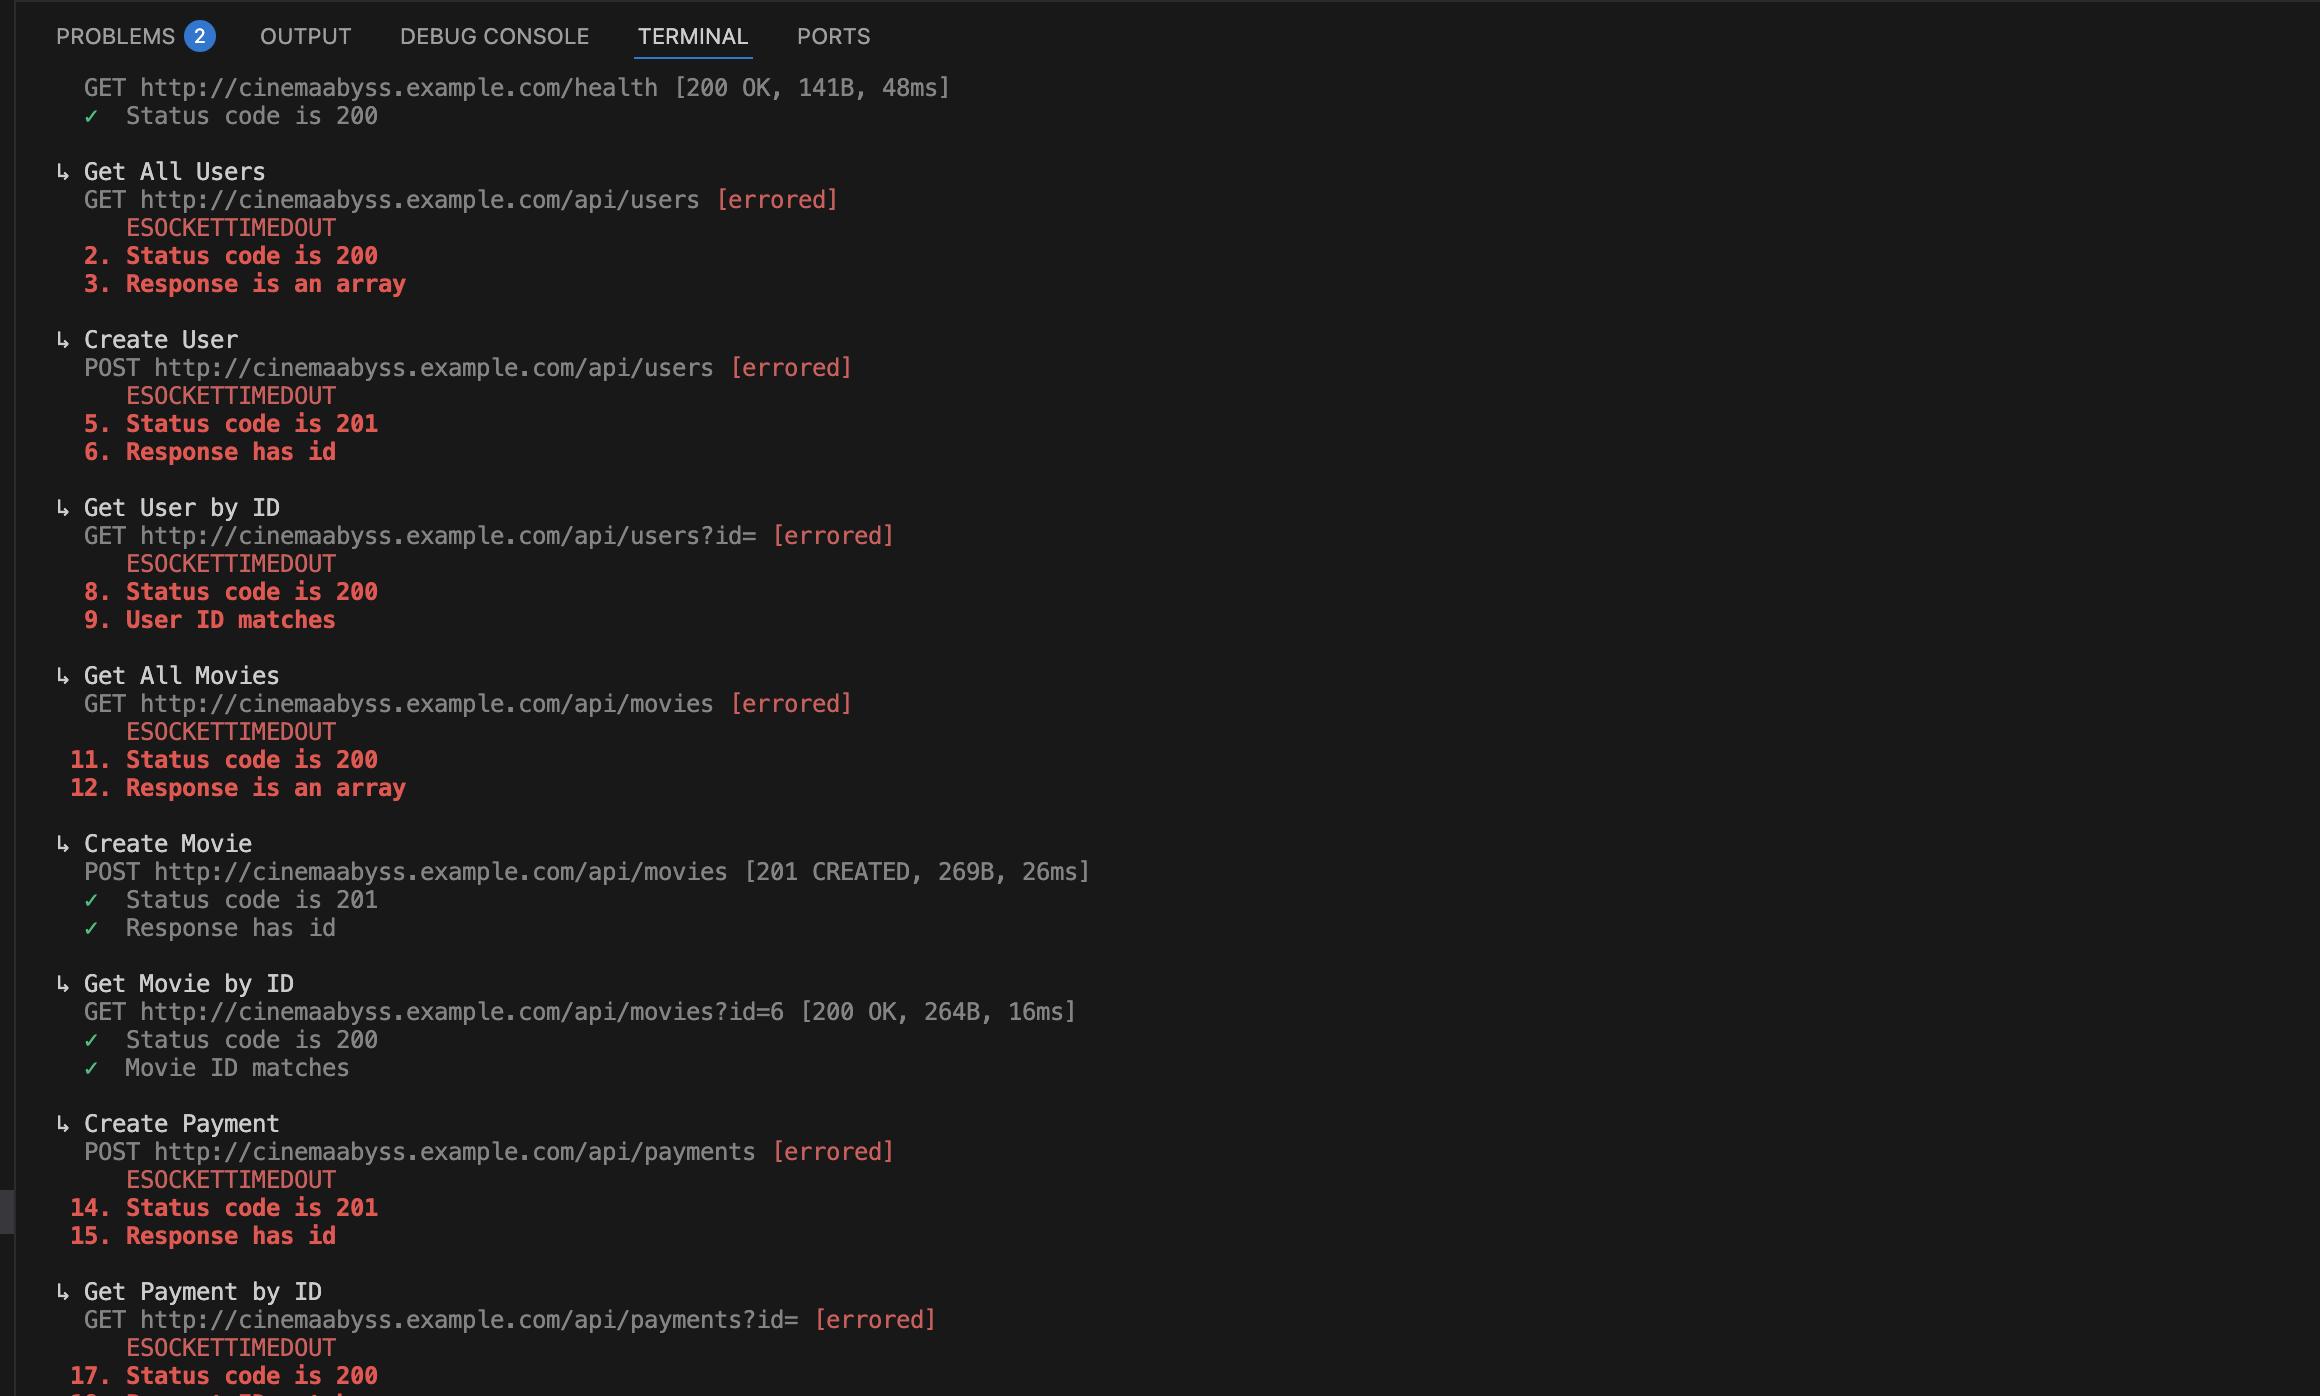 PROBLEMS 2 OUTPUT DEBUG CONSOLE TERMINAL PORTS
GET http://cinemaabyss.example.com/health [200 OK, 141B, 48ms]
✓ Status code is 200
↳ Get All Users
GET http://cinemaabyss.example.com/api/users [errored]
ESOCKETTIMEDOUT
2. Status code is 200
3. Response is an array
↳ Create User
POST http://cinemaabyss.example.com/api/users [errored]
ESOCKETTIMEDOUT
5. Status code is 201
6. Response has id
↳ Get User by ID
GET http://cinemaabyss.example.com/api/users?id= [errored]
ESOCKETTIMEDOUT
8. Status code is 200
9. User ID matches
↳ Get All Movies
GET http://cinemaabyss.example.com/api/movies [errored]
ESOCKETTIMEDOUT
11. Status code is 200
12. Response is an array
↳ Create Movie
POST http://cinemaabyss.example.com/api/movies [201 CREATED, 269B, 26ms]
✓ Status code is 201
✓ Response has id
↳ Get Movie by ID
GET http://cinemaabyss.example.com/api/movies?id=6 [200 OK, 264B, 16ms]
✓ Status code is 200
✓ Movie ID matches
↳ Create Payment
POST http://cinemaabyss.example.com/api/payments [errored]
ESOCKETTIMEDOUT
14. Status code is 201
15. Response has id
↳ Get Payment by ID
GET http://cinemaabyss.example.com/api/payments?id= [errored]
ESOCKETTIMEDOUT
17. Status code is 200